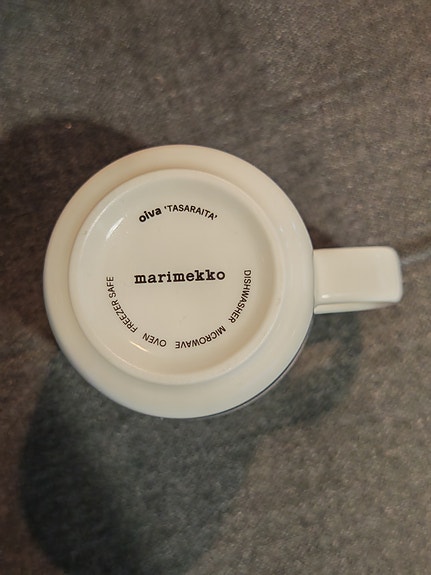 oiva 'TASARAITA'
marimekko
DISHWASHER MICROWAVE OVEN FREEZER SAFE